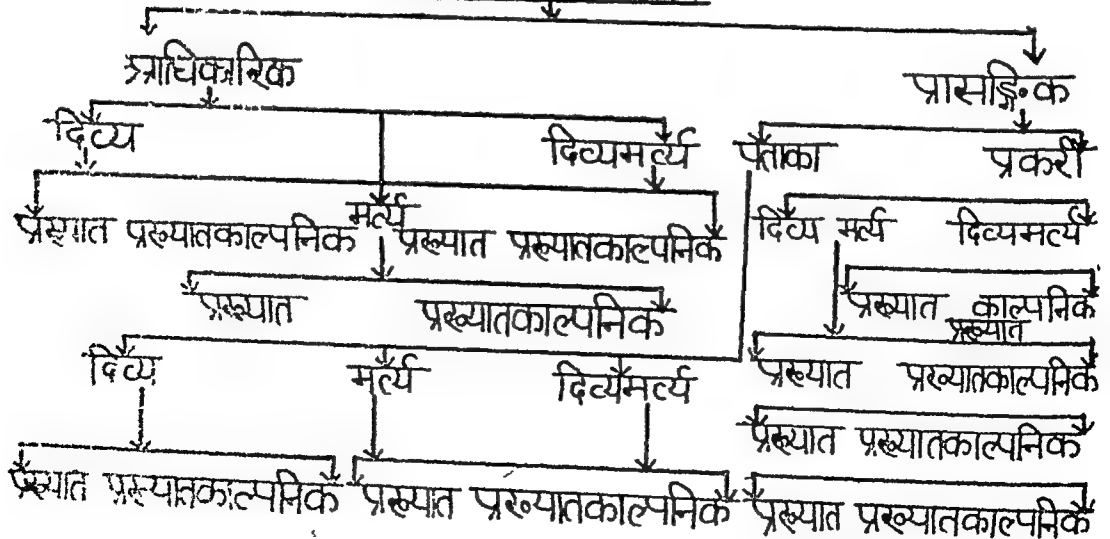 आधिकारिक
प्रासङ्गिक
दिव्य दिव्यमर्त्य पताका प्रकरी
मर्त्य
प्रख्यात प्रख्यातकाल्पनिक प्रख्यात प्रख्यातकाल्पनिक दिव्य मर्त्य दिव्यमर्त्य
प्रख्यात प्रख्यातकाल्पनिक प्रख्यात काल्पनिक
प्रख्यात
दिव्य मर्त्य दिव्यमर्त्य प्रख्यात प्रख्यातकाल्पनिक
प्रख्यात प्रख्यातकाल्पनिक
प्रख्यात प्रख्यातकाल्पनिक प्रख्यात प्रख्यातकाल्पनिक प्रख्यात प्रख्यातकाल्पनिक